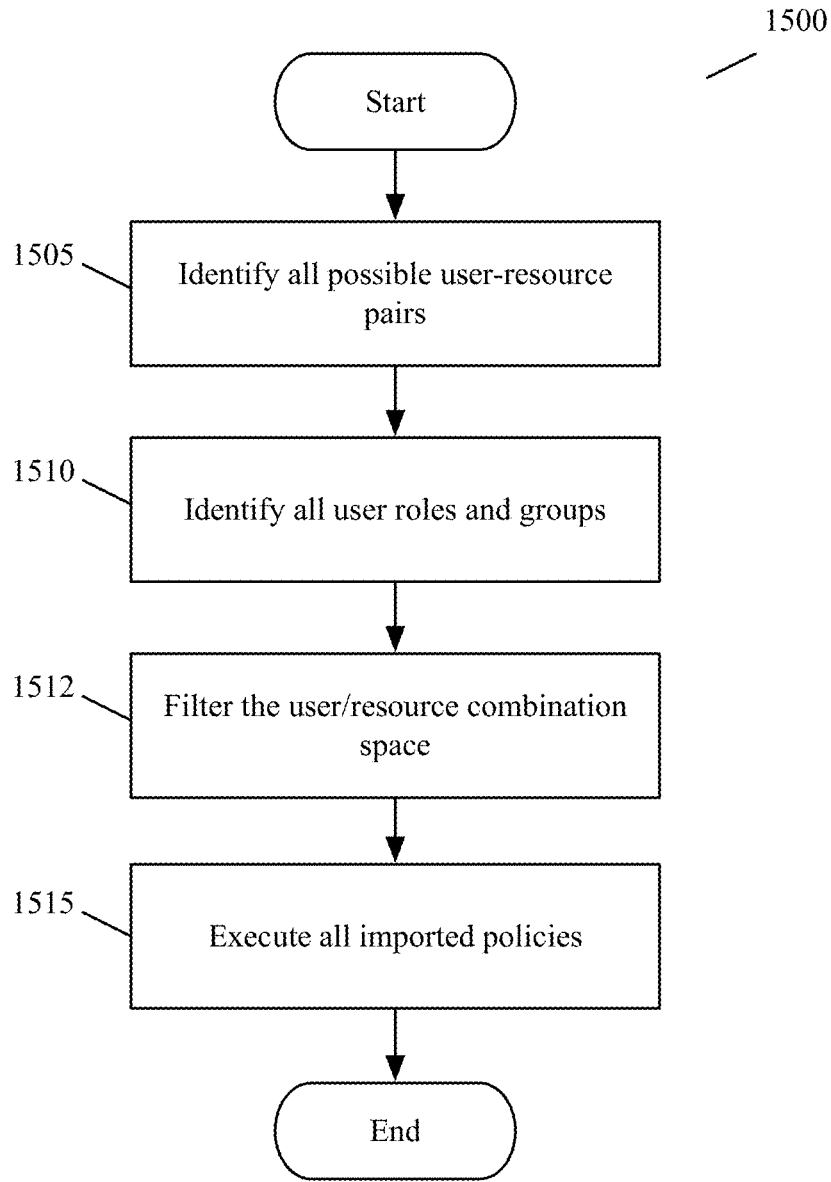 1500
Start
1505
Identify all possible user-resource
pairs
1510
Identify all user roles and groups
1512
Filter the user/resource combination
space
1515
Execute all imported policies
End